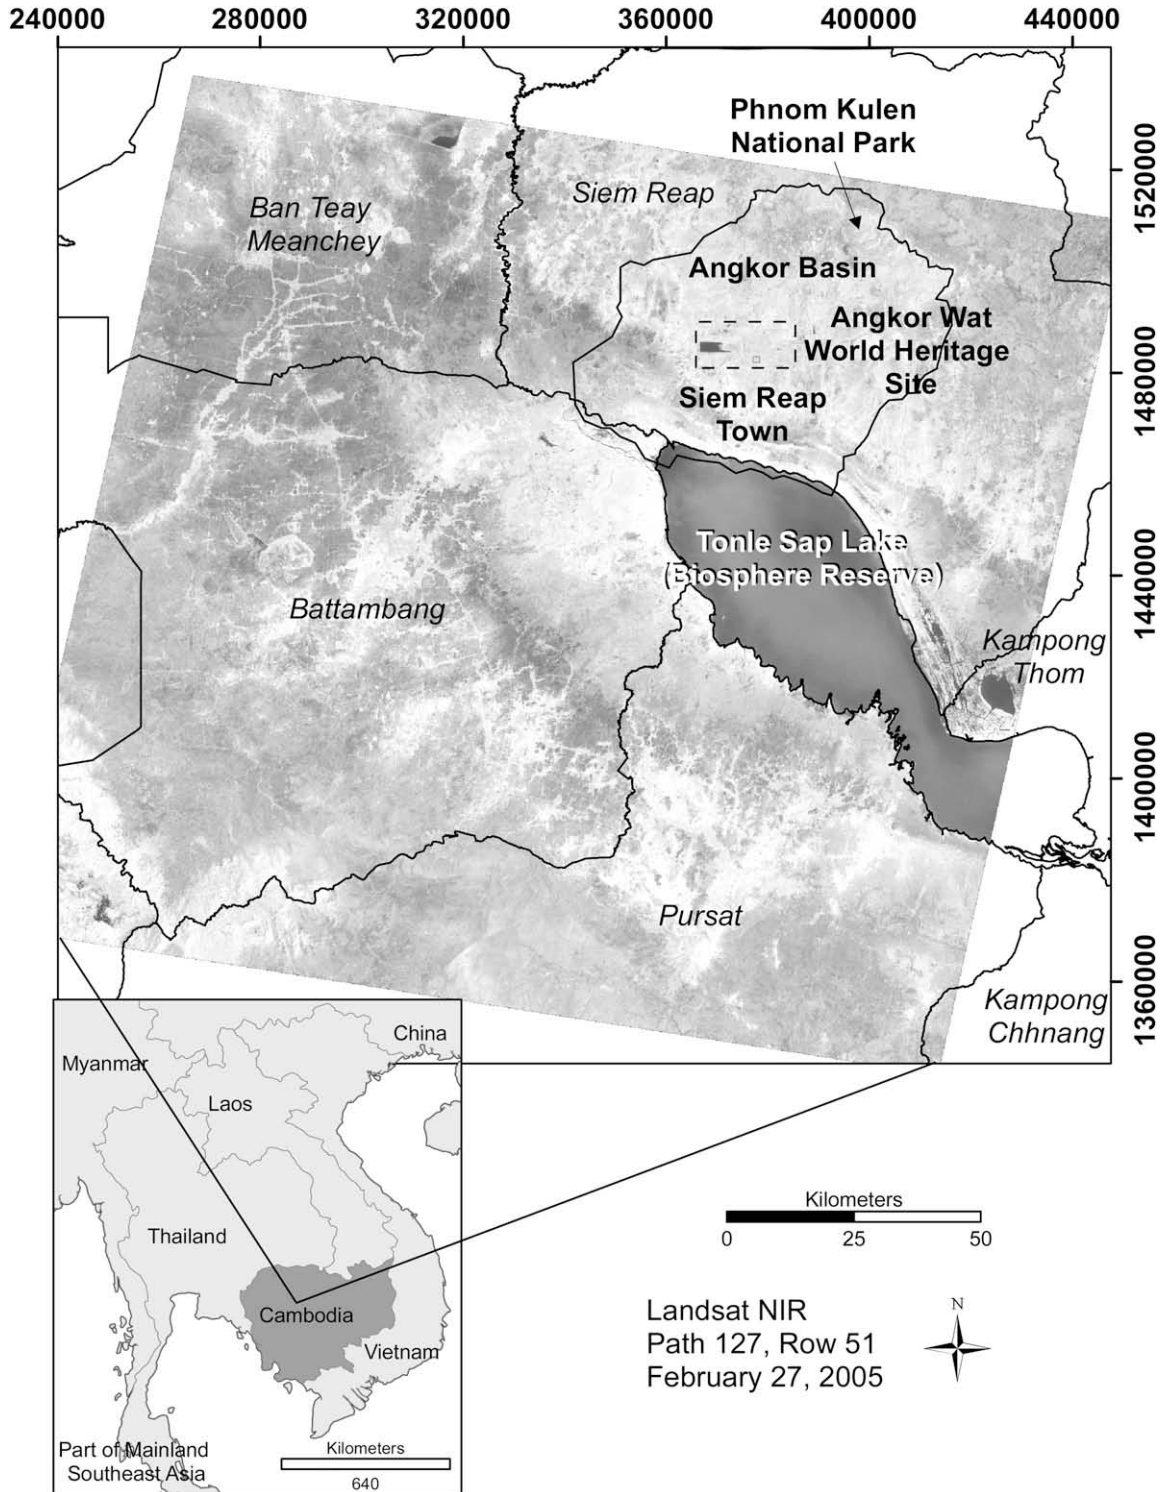 240000 280000 320000 360000 400000 440000
Phnom Kulen
National Park
1520000
Siem Reap
Ban Teay
Meanchey
Angkor Basin
Angkor Wat
World Heritage
Site
1480000
Siem Reap
Town
Tonle Sap Lake
(Biosphere Reserve)
1440000
Battambang
Kampong
Thom
1400000
Pursat
1360000
Kampong
Chhnang
China
Myanmar
Laos
Thailand
Cambodia
Vietnam
Part of Mainland
Southeast Asia
Kilometers
640
Kilometers
0 25 50
Landsat NIR
Path 127, Row 51
February 27, 2005
N